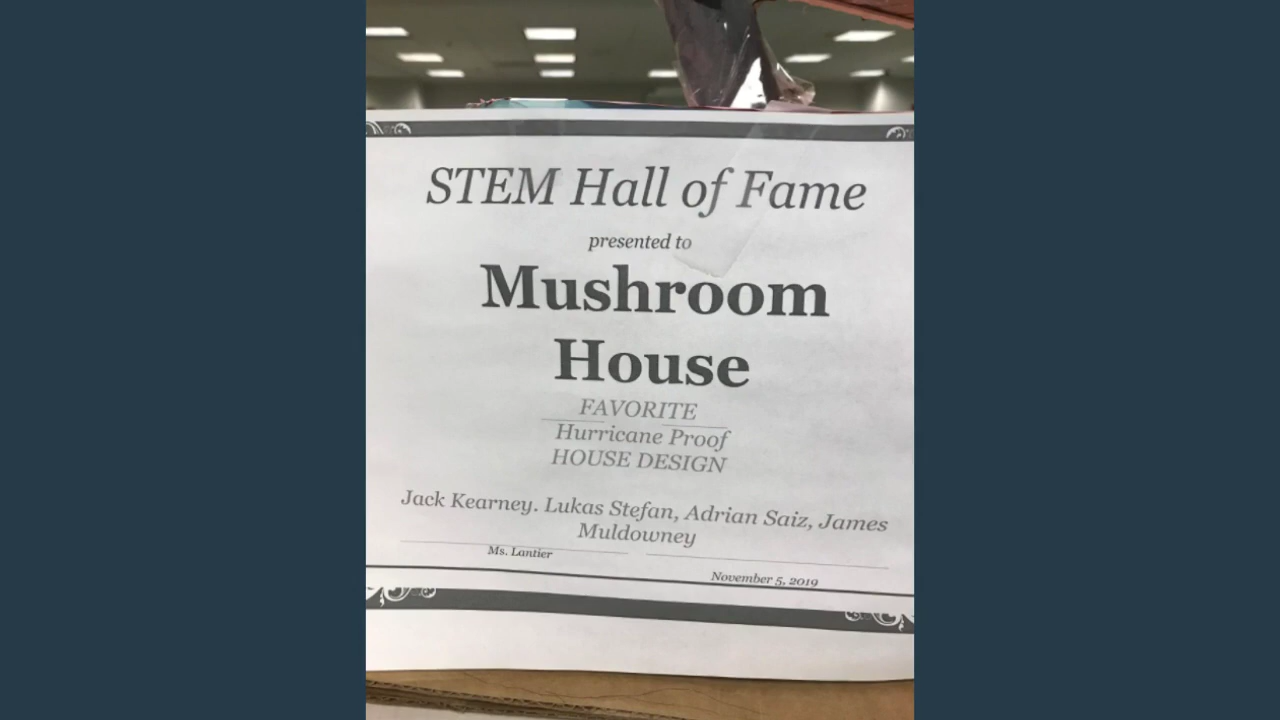 STEM Hall of Fame
presented to
Mushroom
House
FAVORITE
Hurricane Proof
HOUSE DESIGN
Jack Kearney. Lukas Stefan, Adrian Saiz, James
Muldowney
Ms. Lantier
November 5, 2019